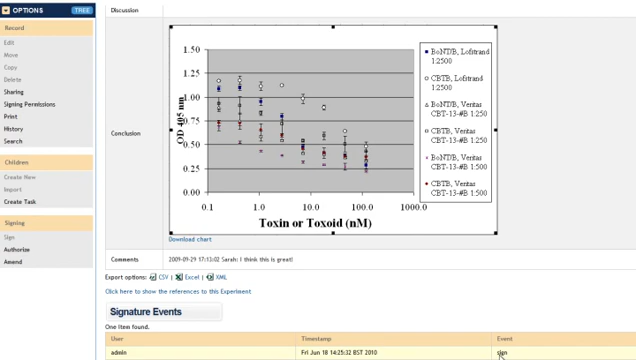 OPTIONS TREE
Record
Edit
Move
Copy
Delete
Sharing
Signing Permissions
Print
History
Search
Children
Create New
Import
Create Task
Signing
Sign
Authorize
Amend
Discussion
Conclusion
OD 405 nm
1.50
1.25
1.00
0.75
0.50
0.25
0.00
0.1 1.0 10.0 100.0 1000.0
Toxin or Toxoid (nM)
BoNT/B, Lofstrand
1:2500
CBTB, Lofstrand
1:2500
BoNT/B, Veritas
CBT-13-#B 1:250
CBTB, Veritas
CBT-13-#B 1:250
BoNT/B, Veritas
CBT-13-#B 1:500
CBTB, Veritas
CBT-13-#B 1:500
Download chart
Comments 2009-09-29 17:13:02 Sarah: I think this is great!
Export options: CSV | Excel | XML
Click here to show the references to this Experiment
Signature Events
One item found.
User Timestamp Event
admin Fri Jun 18 14:25:32 BST 2010 sign